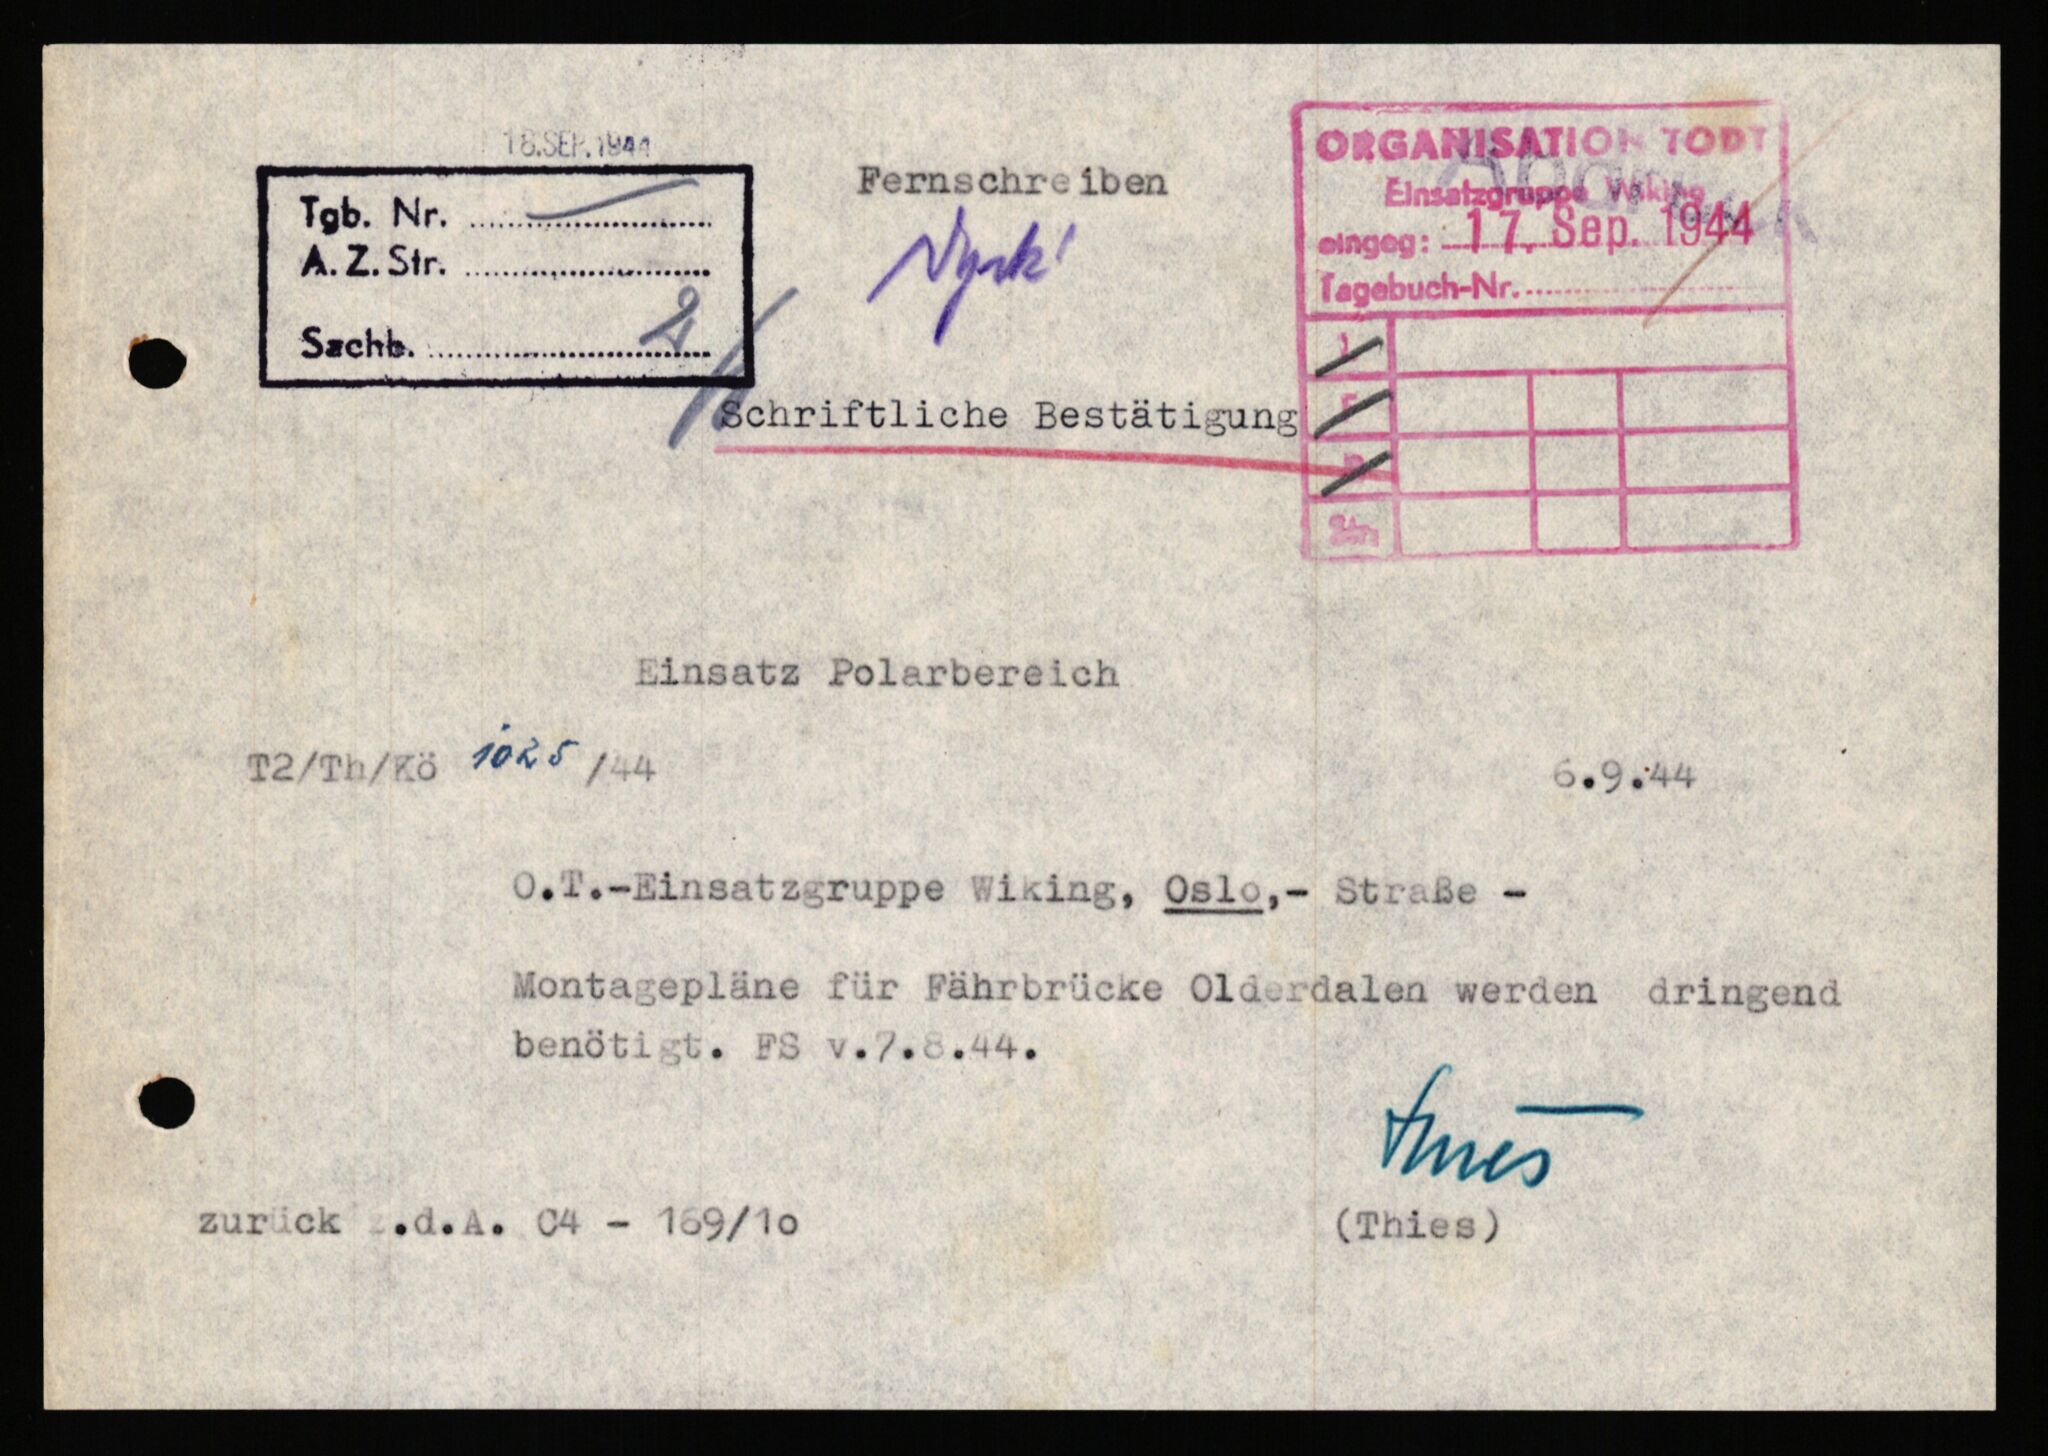 18.SEP.1944
Tgb. Nr.
A. Z. Str.
Sachb.
Fernschreiben
ORGANISATION TODT
Einsatzgruppe Wiking
eingeg: 17. Sep. 1944
Tagebuch-Nr.
Schriftliche Bestätigung
Einsatz Polarbereich
T2/Th/Kö 1025 /44
6.9.44
O.T.-Einsatzgruppe Wiking, Oslo,- Straße -
Montagepläne für Fährbrücke Olderdalen werden dringend
benötigt. FS v.7.8.44.
Thies
zurück z.d.A. C4 - 169/1o
(Thies)